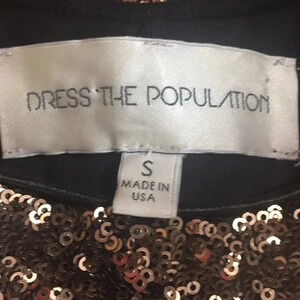 DRESS THE POPULATION
S
MADE IN
USA